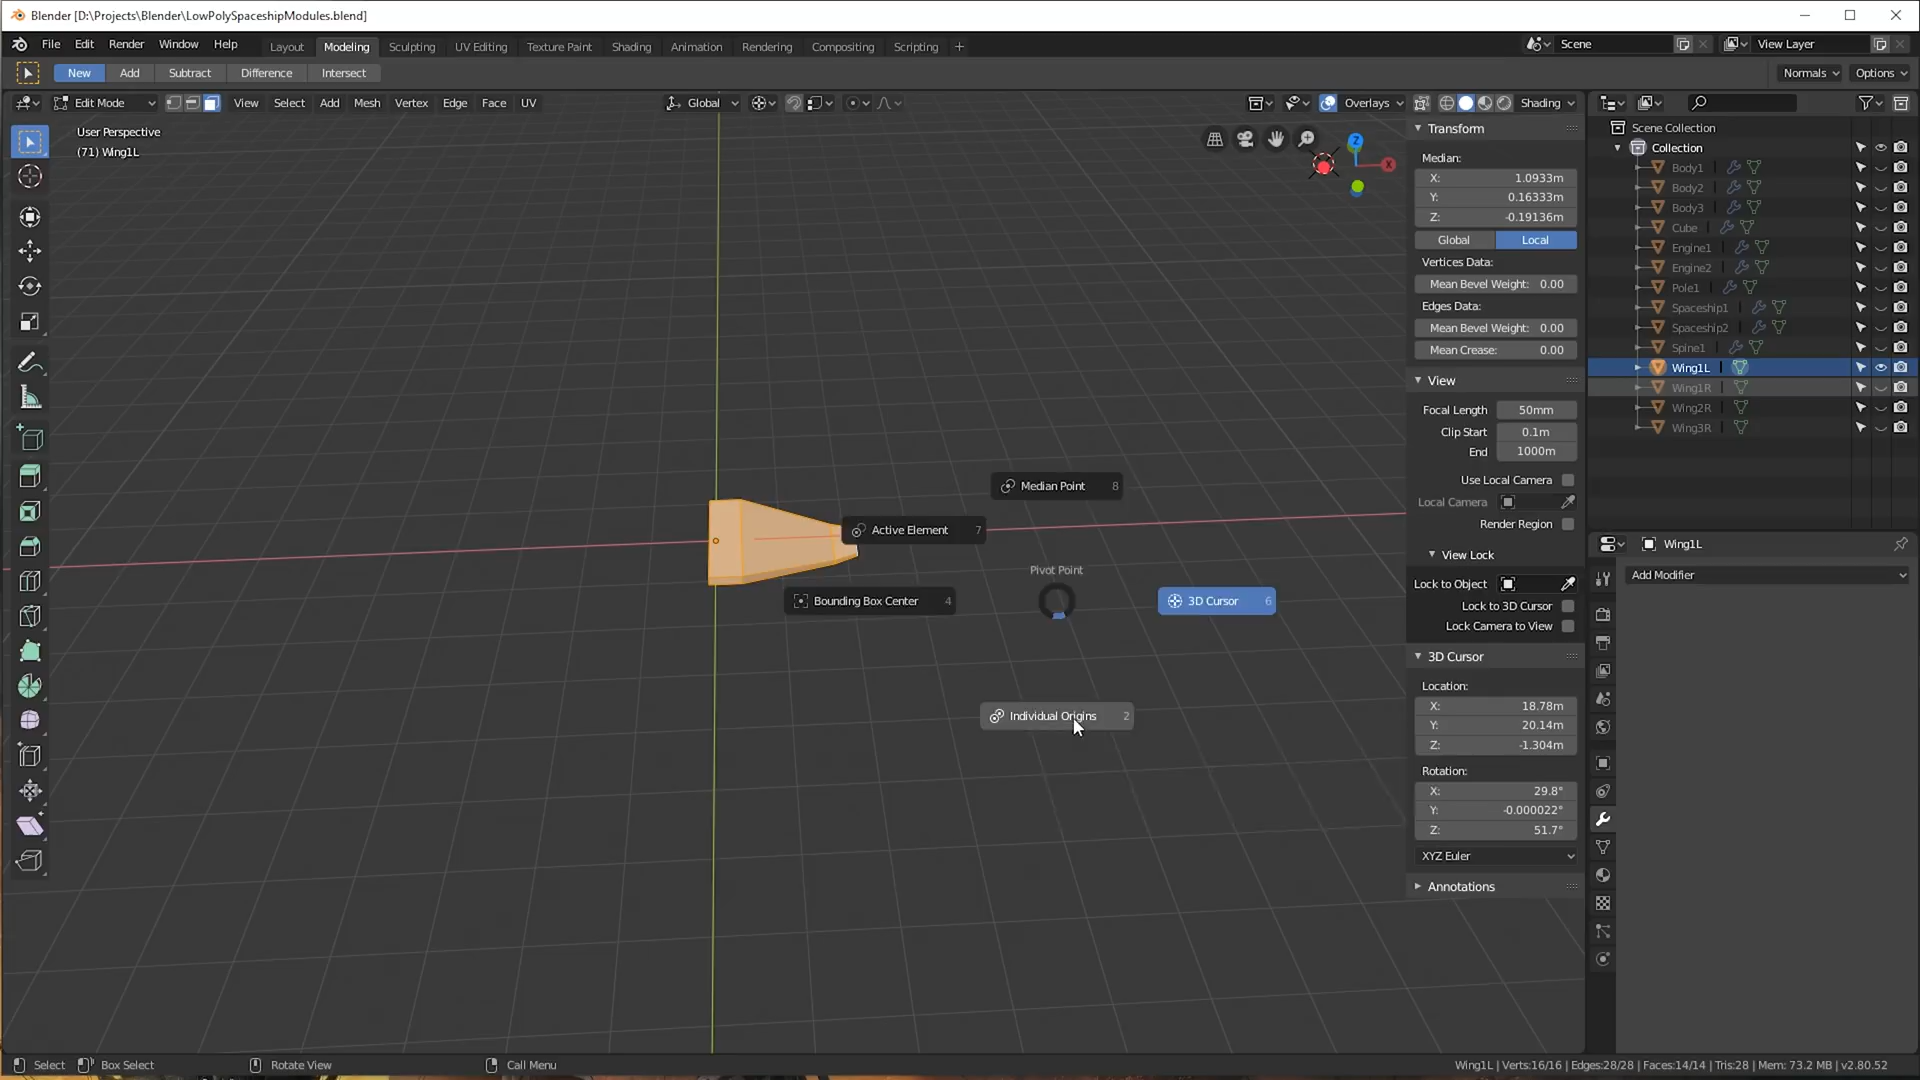 Blender [D:\Projects\Blender\LowPolySpaceshipModules.blend]
File Edit Render Window Help Layout Modeling Sculpting UV Editing Texture Paint Shading Animation Rendering Compositing Scripting + Scene View Layer
New Add Subtract Difference Intersect Normals Options
Edit Mode View Select Add Mesh Vertex Edge Face UV Global Overlays Shading
User Perspective
(71) Wing1L
Z
X
Transform
Median:
X: 1.0933m
Y: 0.16333m
Z: -0.19136m
Global Local
Vertices Data:
Mean Bevel Weight: 0.00
Edges Data:
Mean Bevel Weight: 0.00
Mean Crease: 0.00
View
Focal Length 50mm
Clip Start 0.1m
End 1000m
Use Local Camera
Local Camera
Render Region
View Lock
Lock to Object
Lock to 3D Cursor
Lock Camera to View
3D Cursor
Location:
X: 18.78m
Y: 20.14m
Z: -1.304m
Rotation:
X: 29.8°
Y: -0.000022°
Z: 51.7°
XYZ Euler
Annotations
Median Point 8
Active Element 7
Pivot Point
Bounding Box Center 4
3D Cursor 6
Individual Origins 2
Scene Collection
Collection
Body1
Body2
Body3
Cube
Engine1
Engine2
Pole1
Spaceship1
Spaceship2
Spine1
Wing1L
Wing1R
Wing2R
Wing3R
Wing1L
Add Modifier
Select Box Select Rotate View Call Menu Wing1L | Verts:16/16 | Edges:28/28 | Faces:14/14 | Tris:28 | Mem: 73.2 MB | v2.80.52